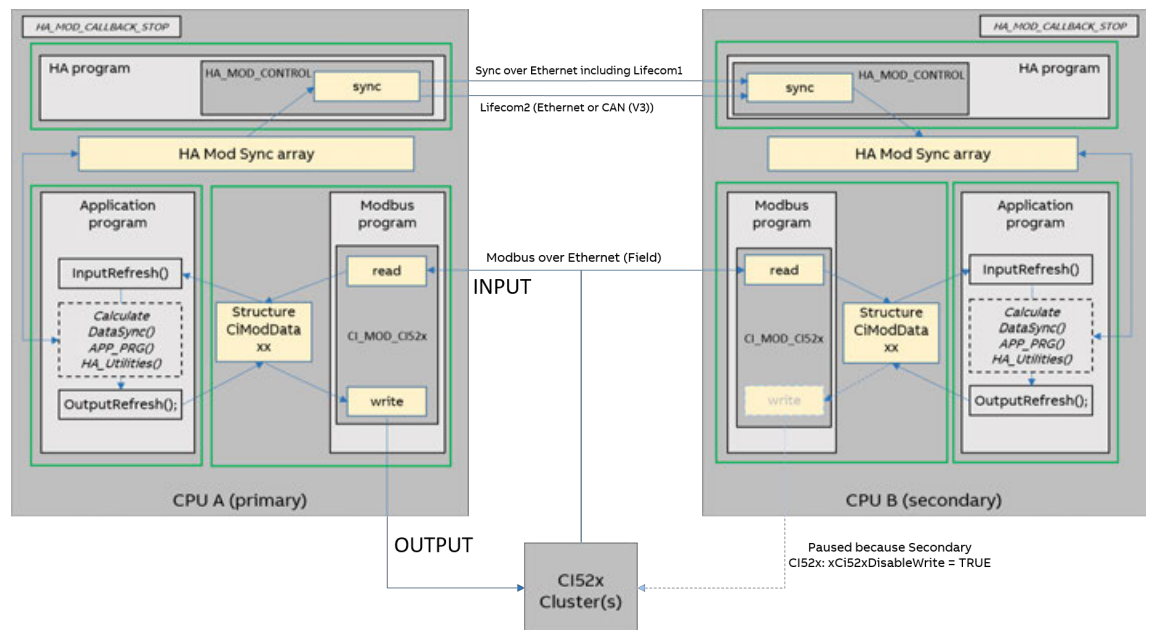 HA_MOD_CALLBACK_STOP
HA program
HA_MOD_CONTROL
sync
HA Mod Sync array
Application
program
InputRefresh()
Calculate
DataSync()
APP_PRG()
HA_Utilities()
OutputRefresh();
Structure
CiModData
xx
Modbus
program
read
CI_MOD_CI52x
write
CPU A (primary)
Sync over Ethernet including Lifecom1
Lifecom2 (Ethernet or CAN (V3))
Modbus over Ethernet (Field)
INPUT
OUTPUT
CI52x
Cluster(s)
HA_MOD_CALLBACK_STOP
HA program
HA_MOD_CONTROL
sync
HA Mod Sync array
Modbus
program
read
CI_MOD_CI52x
write
Structure
CiModData
xx
Application
program
InputRefresh()
Calculate
DataSync()
APP_PRG()
HA_Utilities()
OutputRefresh();
CPU B (secondary)
Paused because Secondary
CI52x: xCi52xDisableWrite = TRUE